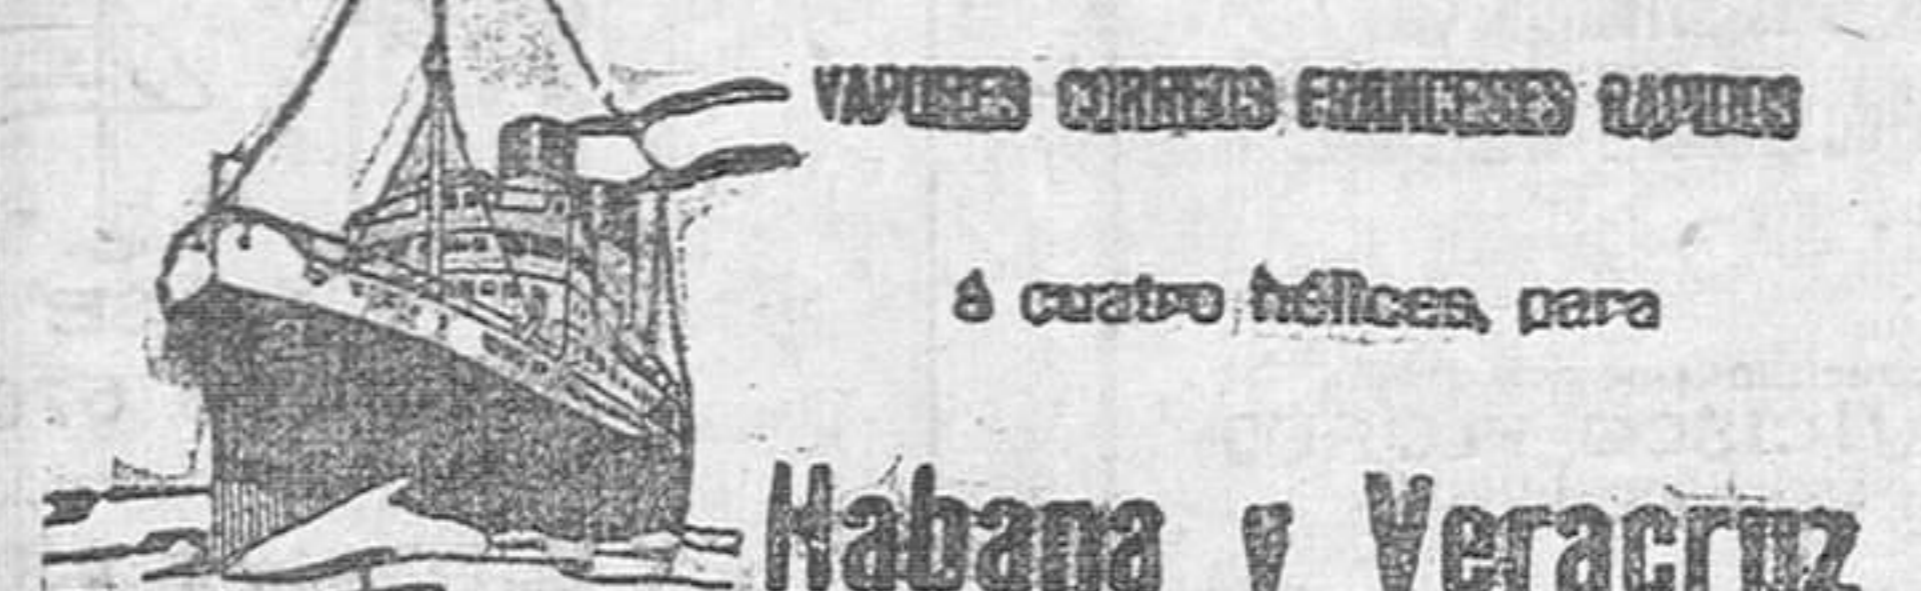 VAPORES CORREOS FRANCESES RAPIDOS
á cuatro hélices, para
Habana y Veracruz